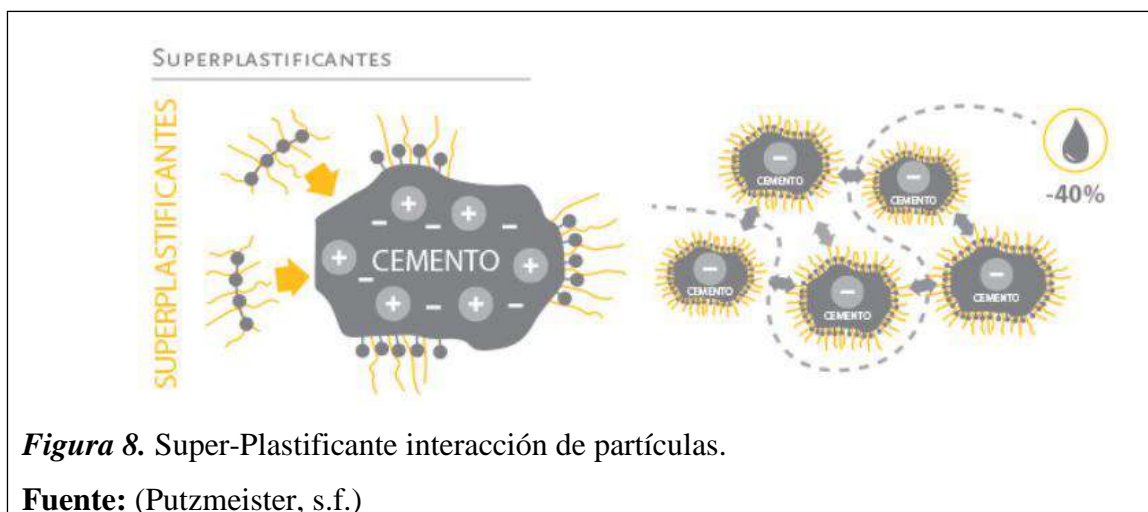 SUPERPLASTIFICANTES
SUPERPLASTIFICANTES
CEMENTO
CEMENTO
CEMENTO
CEMENTO
CEMENTO
CEMENTO
-40%
Figura 8. Super-Plastificante interacción de partículas.
Fuente: (Putzmeister, s.f.)